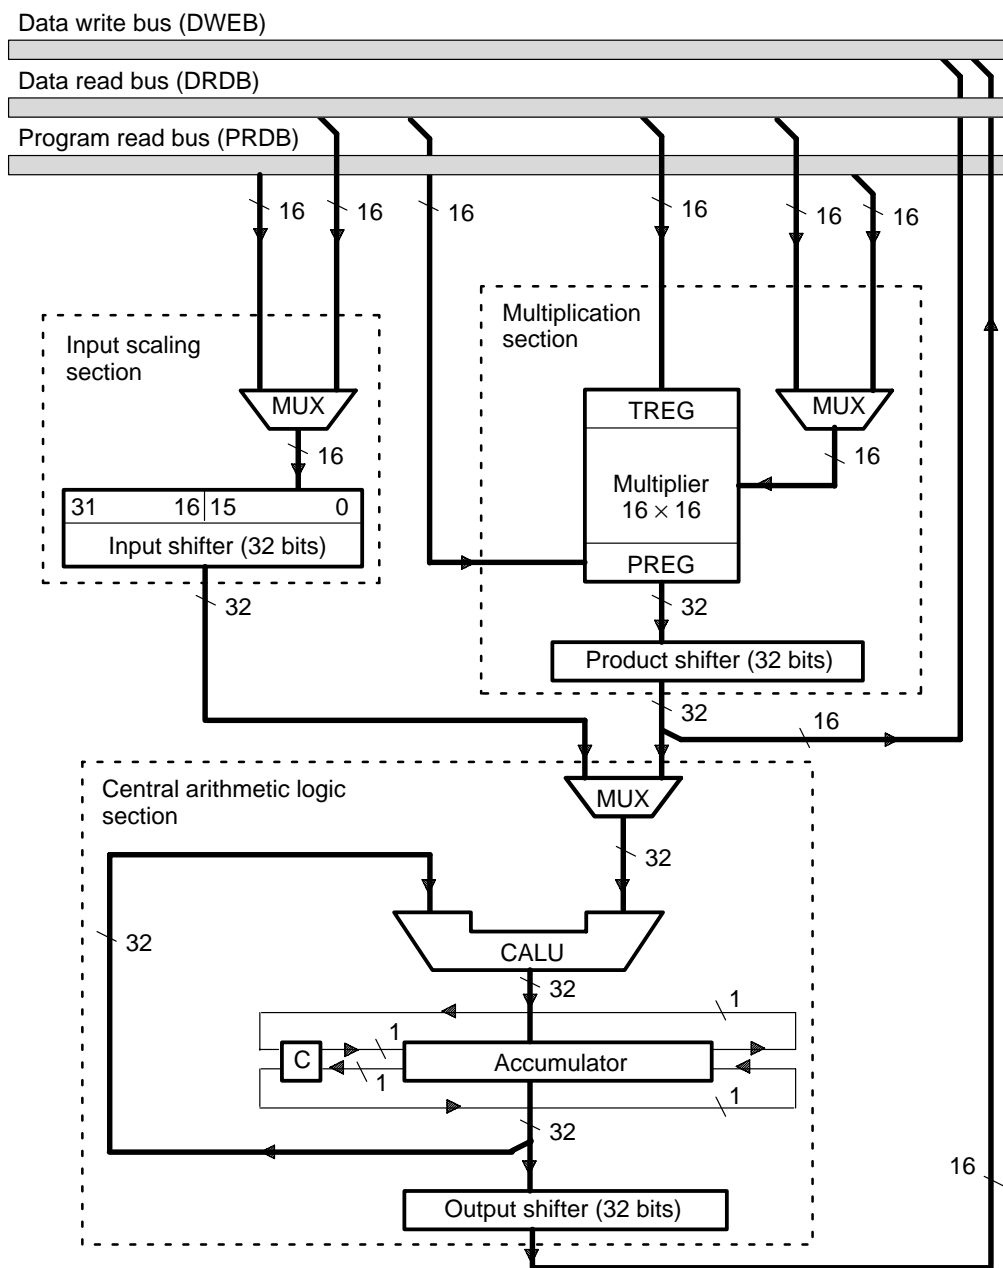 Data write bus (DWEB)
Data read bus (DRDB)
Program read bus (PRDB)
16
16
16
16
16
16
Multiplication
section
Input scaling
section
MUX
TREG
MUX
16
16
Multiplier
16 × 16
31
16
15
0
Input shifter (32 bits)
PREG
32
32
Product shifter (32 bits)
32
16
Central arithmetic logic
section
MUX
32
32
CALU
32
1
1
C
Accumulator
1
1
32
16
Output shifter (32 bits)